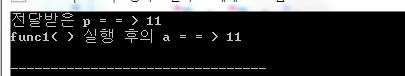 전달받은 p = = > 11
func1( ) 실행 후의 a = = > 11
--------------------------------